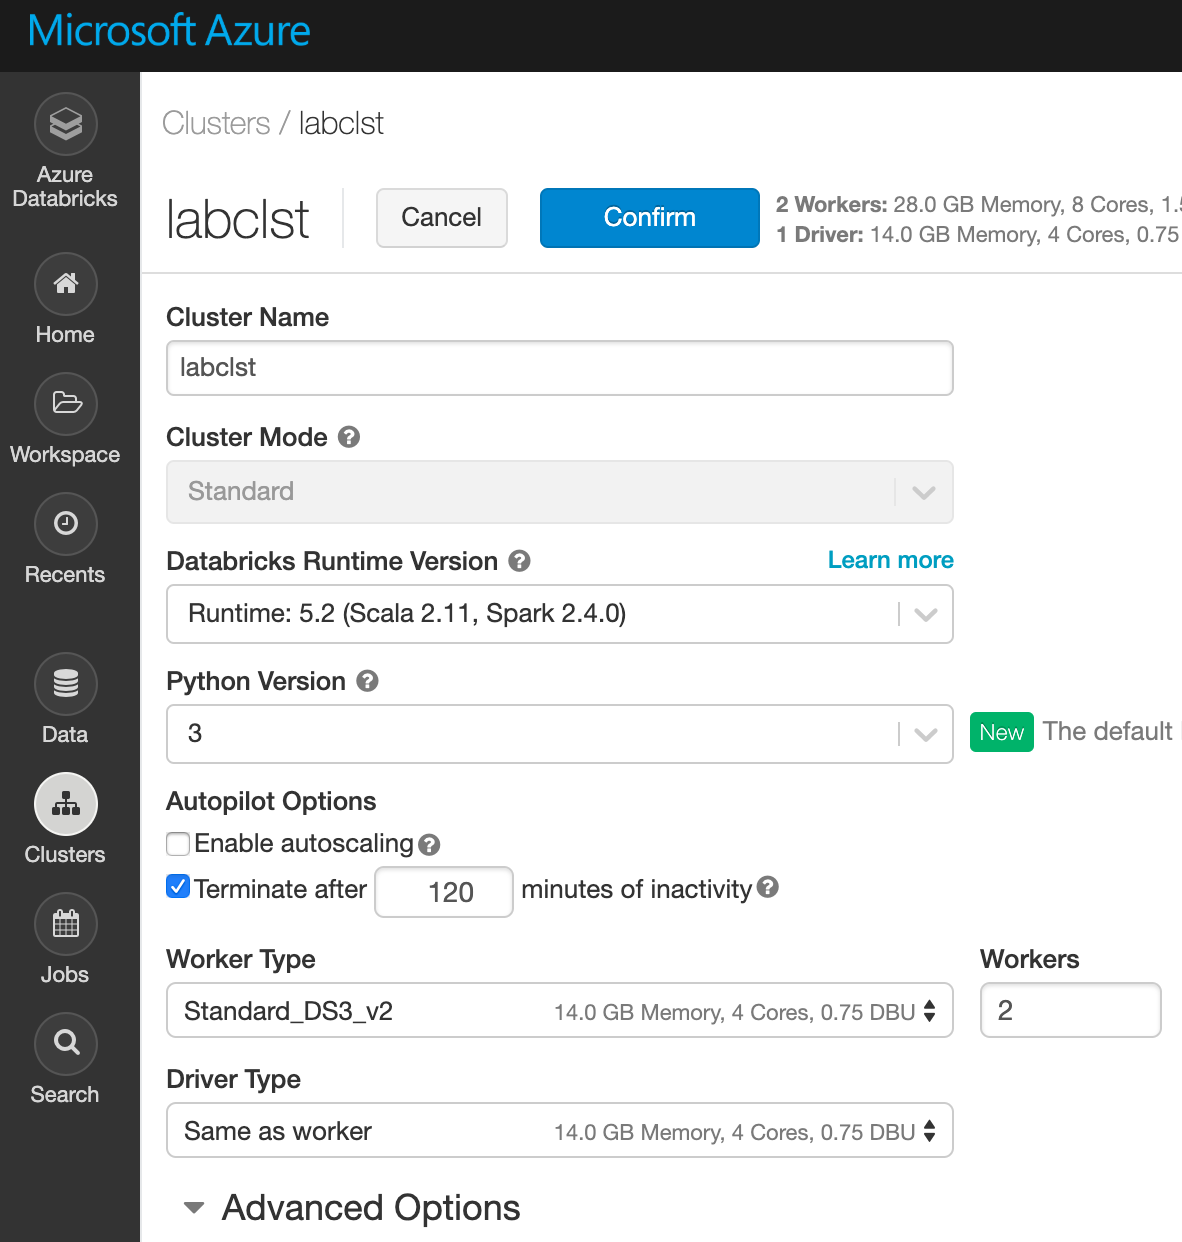 Microsoft Azure
Azure
Databricks
Home
Workspace
Recents
Data
Clusters
Jobs
Search
Clusters / labclst
labclst
Cancel
Confirm
2 Workers: 28.0 GB Memory, 8 Cores, 1.5
1 Driver: 14.0 GB Memory, 4 Cores, 0.75
Cluster Name
labclst
Cluster Mode ?
Standard
Databricks Runtime Version ? Learn more
Runtime: 5.2 (Scala 2.11, Spark 2.4.0)
Python Version ?
3
New The default
Autopilot Options
Enable autoscaling ?
Terminate after 120 minutes of inactivity ?
Worker Type
Workers
Standard_DS3_v2 14.0 GB Memory, 4 Cores, 0.75 DBU
2
Driver Type
Same as worker 14.0 GB Memory, 4 Cores, 0.75 DBU
Advanced Options